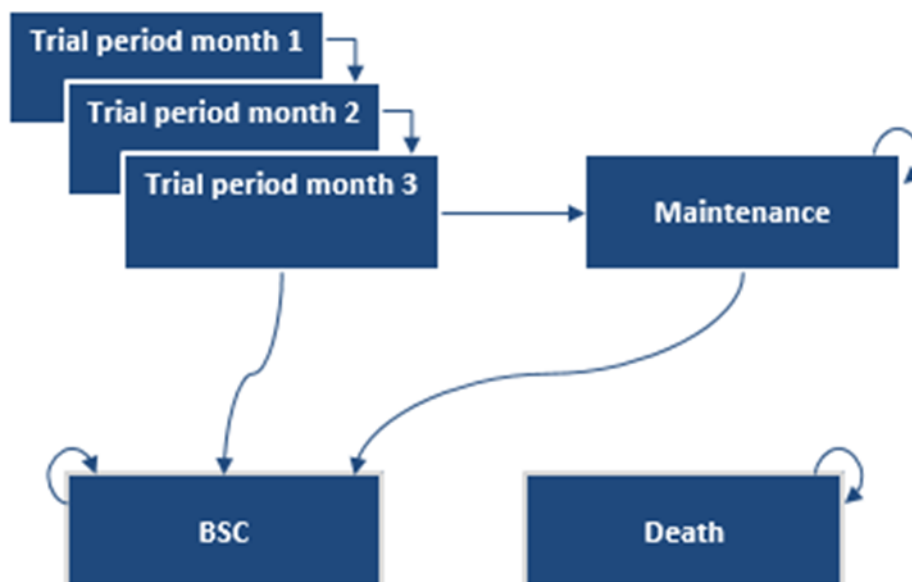 Trial period month 1
Trial period month 2
Trial period month 3
Maintenance
BSC
Death